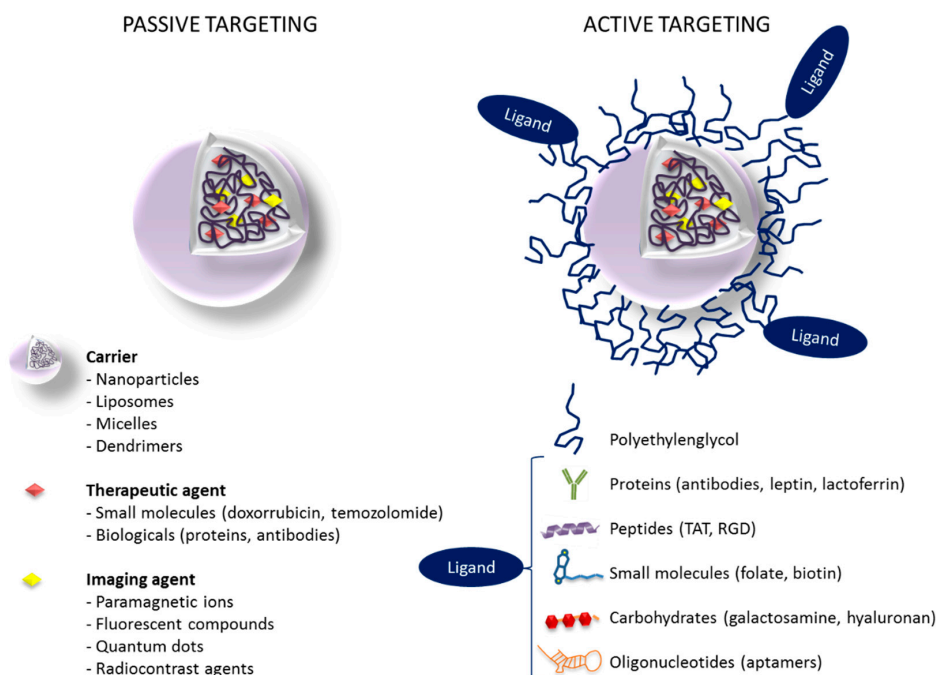 PASSIVE TARGETING
ACTIVE TARGETING
Ligand
Ligand
Ligand
Carrier
- Nanoparticles
- Liposomes
- Micelles
- Dendrimers
Therapeutic agent
- Small molecules (doxorrubicin, temozolomide)
- Biologicals (proteins, antibodies)
Imaging agent
- Paramagnetic ions
- Fluorescent compounds
- Quantum dots
- Radiocontrast agents
Polyethylenglycol
Ligand
Proteins (antibodies, leptin, lactoferrin)
Peptides (TAT, RGD)
Small molecules (folate, biotin)
Carbohydrates (galactosamine, hyaluronan)
Oligonucleotides (aptamers)